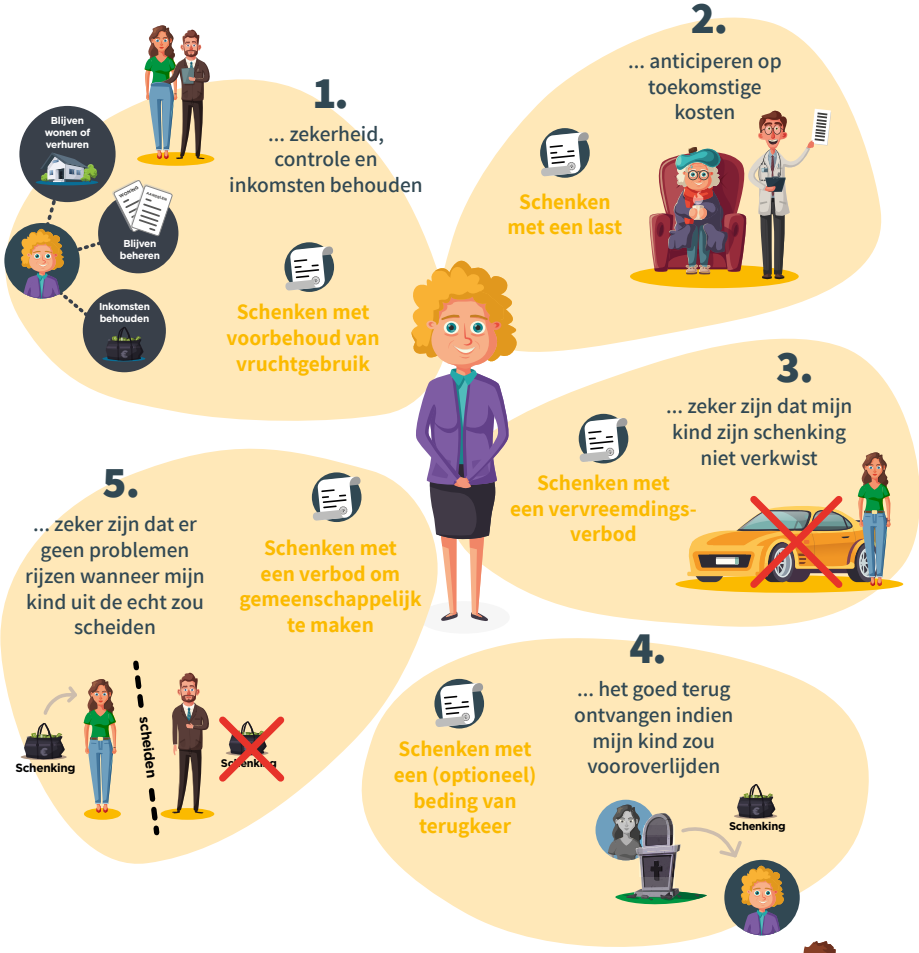 1.
... zekerheid,
controle en
inkomsten behouden
Blijven
wonen of
verhuren
WONING
AANDELEN
Blijven
beheren
Inkomsten
behouden
Schenken met
voorbehoud van
vruchtgebruik
2.
... anticiperen op
toekomstige
kosten
Schenken
met een last
3.
... zeker zijn dat mijn
kind zijn schenking
niet verkwist
Schenken met
een vervreemdings-
verbod
4.
... het goed terug
ontvangen indien
mijn kind zou
vooroverlijden
Schenken met
een (optioneel)
beding van
terugkeer
Schenking
5.
... zeker zijn dat er
geen problemen
rijzen wanneer mijn
kind uit de echt zou
scheiden
Schenken met
een verbod om
gemeenschappelijk
te maken
Schenking
scheiden
Schenking